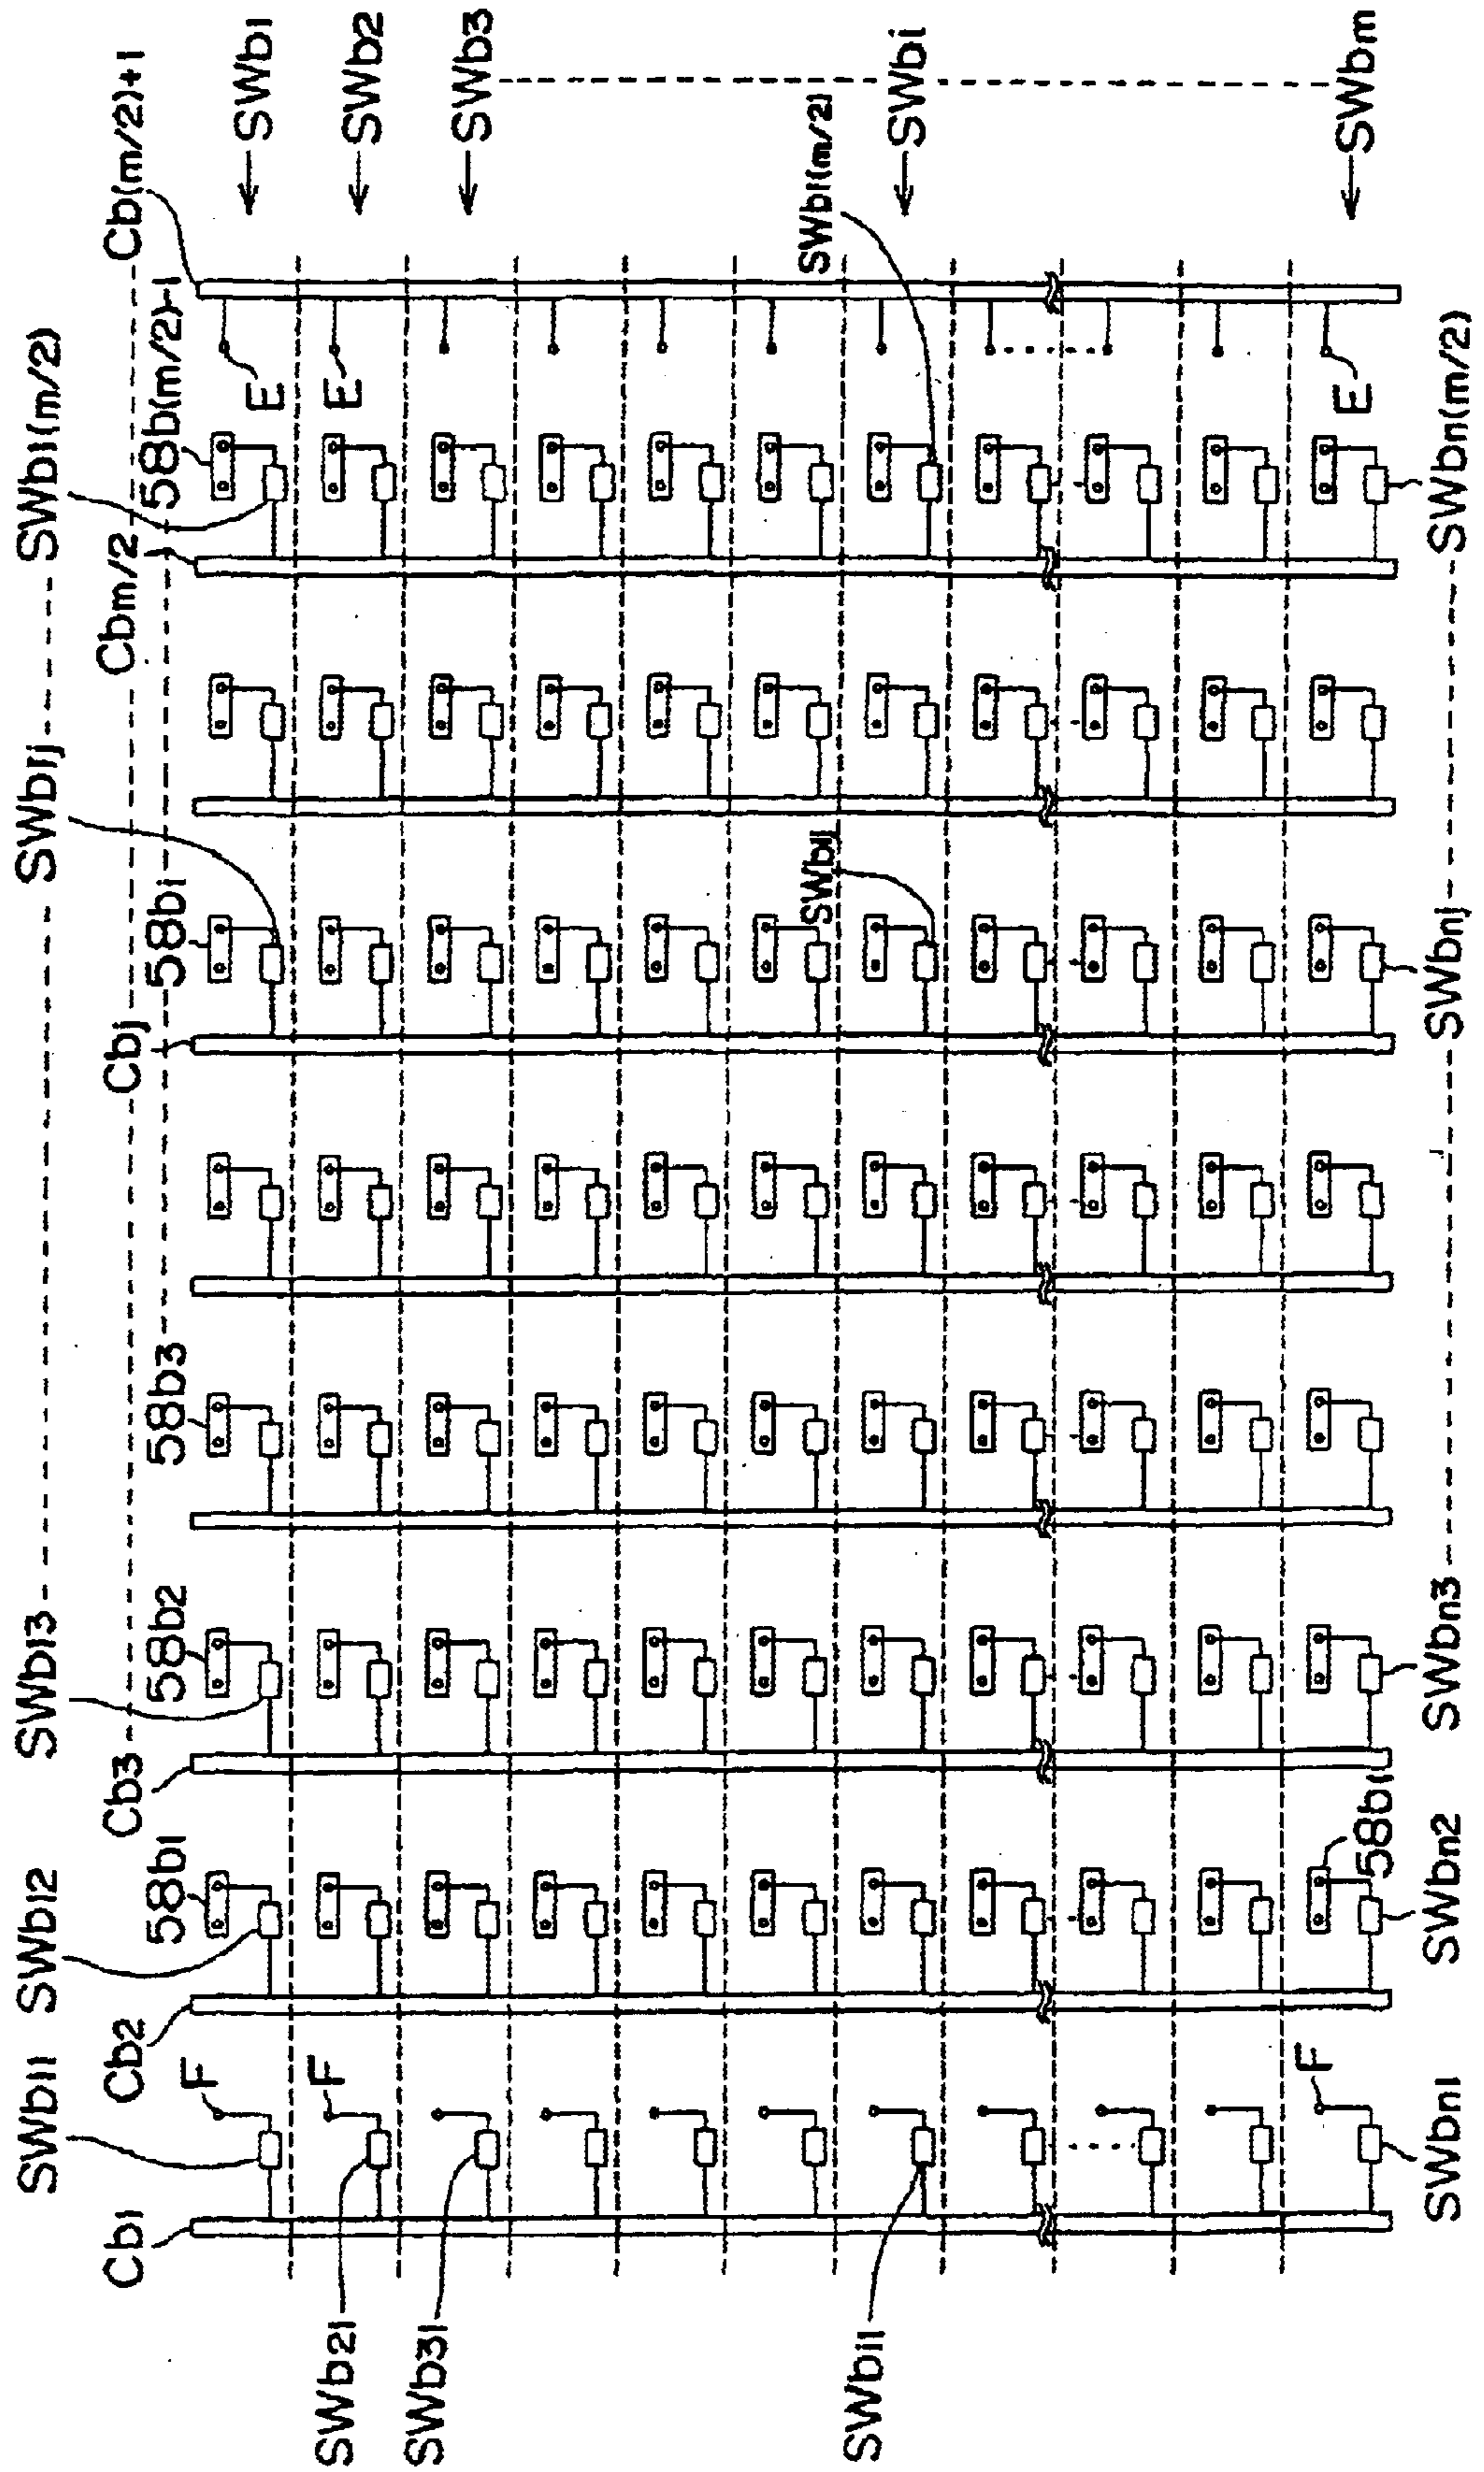 SWb11 SWb12 SWb13 SWb1j SWb1(m/2)
Cb1 Cb2 Cb3 Cbj Cbm/2 Cb(m/2)+1
58b1 58b2 58b3 58bi 58b(m/2)-1
F
SWb1
E
F
SWb21
E
SWb2
SWb31
SWb3
SWbij
SWbi(m/2)
SWbi1
SWbi
F
E
SWbm
58b1
SWbn1 SWbn2 SWbn3 SWbnj SWbn(m/2)